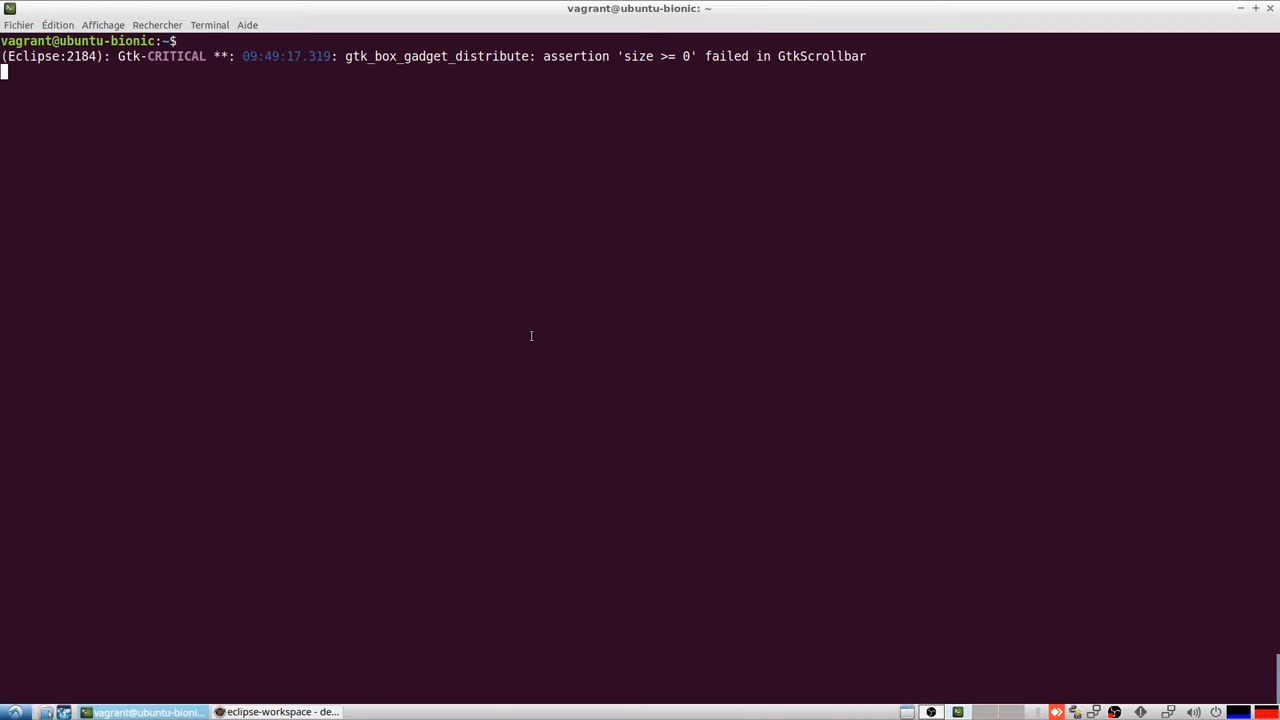 vagrant@ubuntu-bionic: ~
Fichier Édition Affichage Rechercher Terminal Aide
vagrant@ubuntu-bionic:~$
(Eclipse:2184): Gtk-CRITICAL **: 09:49:17.319: gtk_box_gadget_distribute: assertion 'size >= 0' failed in GtkScrollbar
vagrant@ubuntu-bioni... eclipse-workspace - de...